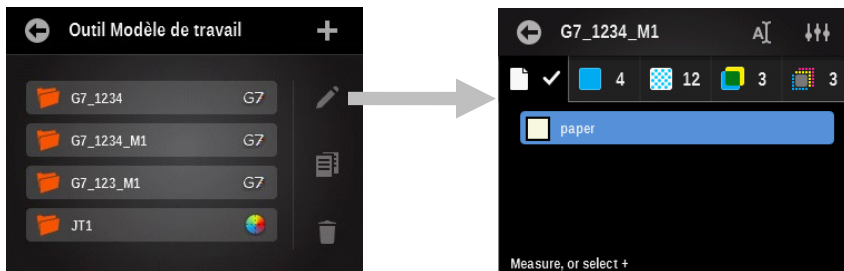 Outil Modèle de travail
G7_1234 G7
G7_1234_M1 G7
G7_123_M1 G7
JT1
G7_1234_M1 A
4 12 3 3
paper
Measure, or select +